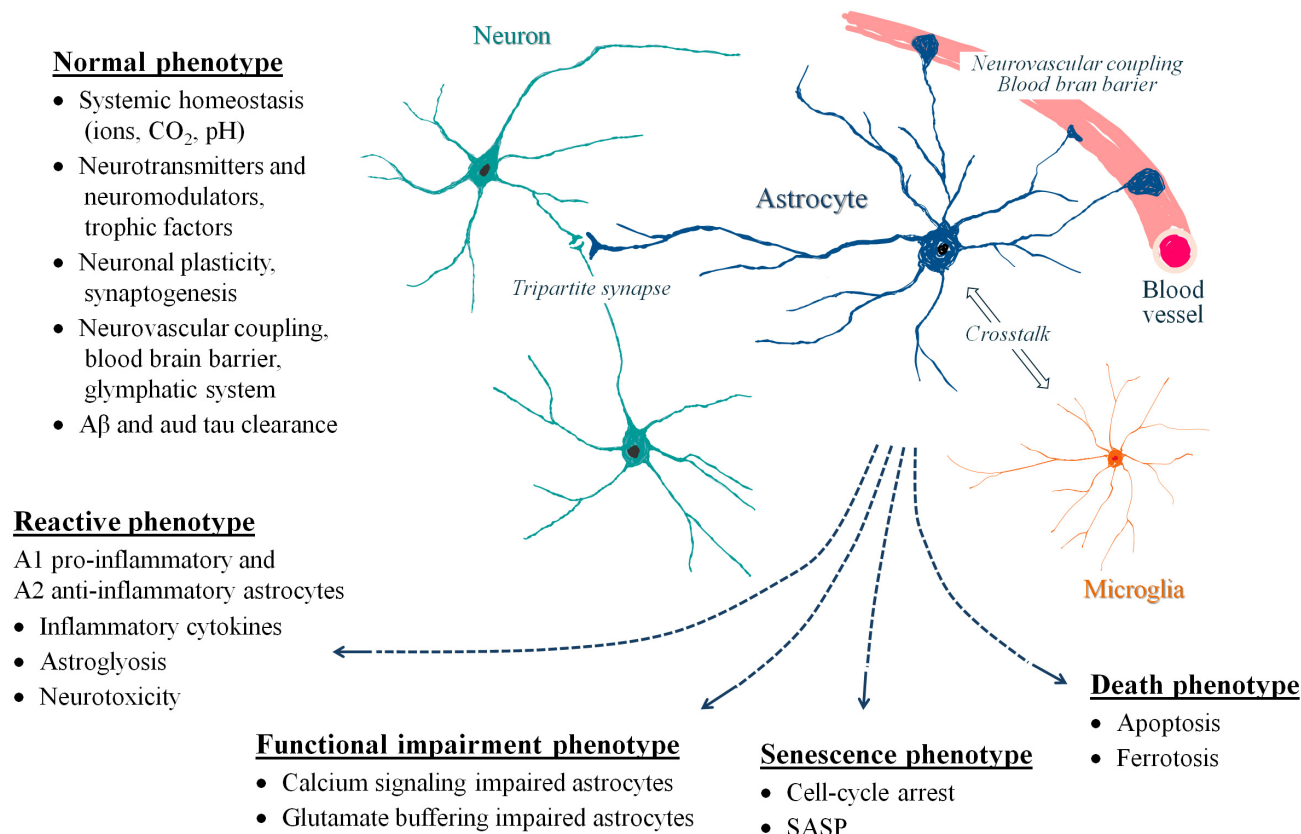 Normal phenotype
• Systemic homeostasis
(ions, CO₂, pH)
• Neurotransmitters and
neuromodulators,
trophic factors
• Neuronal plasticity,
synaptogenesis
• Neurovascular coupling,
blood brain barrier,
glymphatic system
• Aβ and aud tau clearance
Neuron
Neurovascular coupling
Blood bran barier
Astrocyte
Tripartite synapse
Blood
vessel
Crosstalk
Microglia
Reactive phenotype
A1 pro-inflammatory and
A2 anti-inflammatory astrocytes
• Inflammatory cytokines
• Astroglyosis
• Neurotoxicity
Functional impairment phenotype
• Calcium signaling impaired astrocytes
• Glutamate buffering impaired astrocytes
Senescence phenotype
• Cell-cycle arrest
• SASP
Death phenotype
• Apoptosis
• Ferrotosis